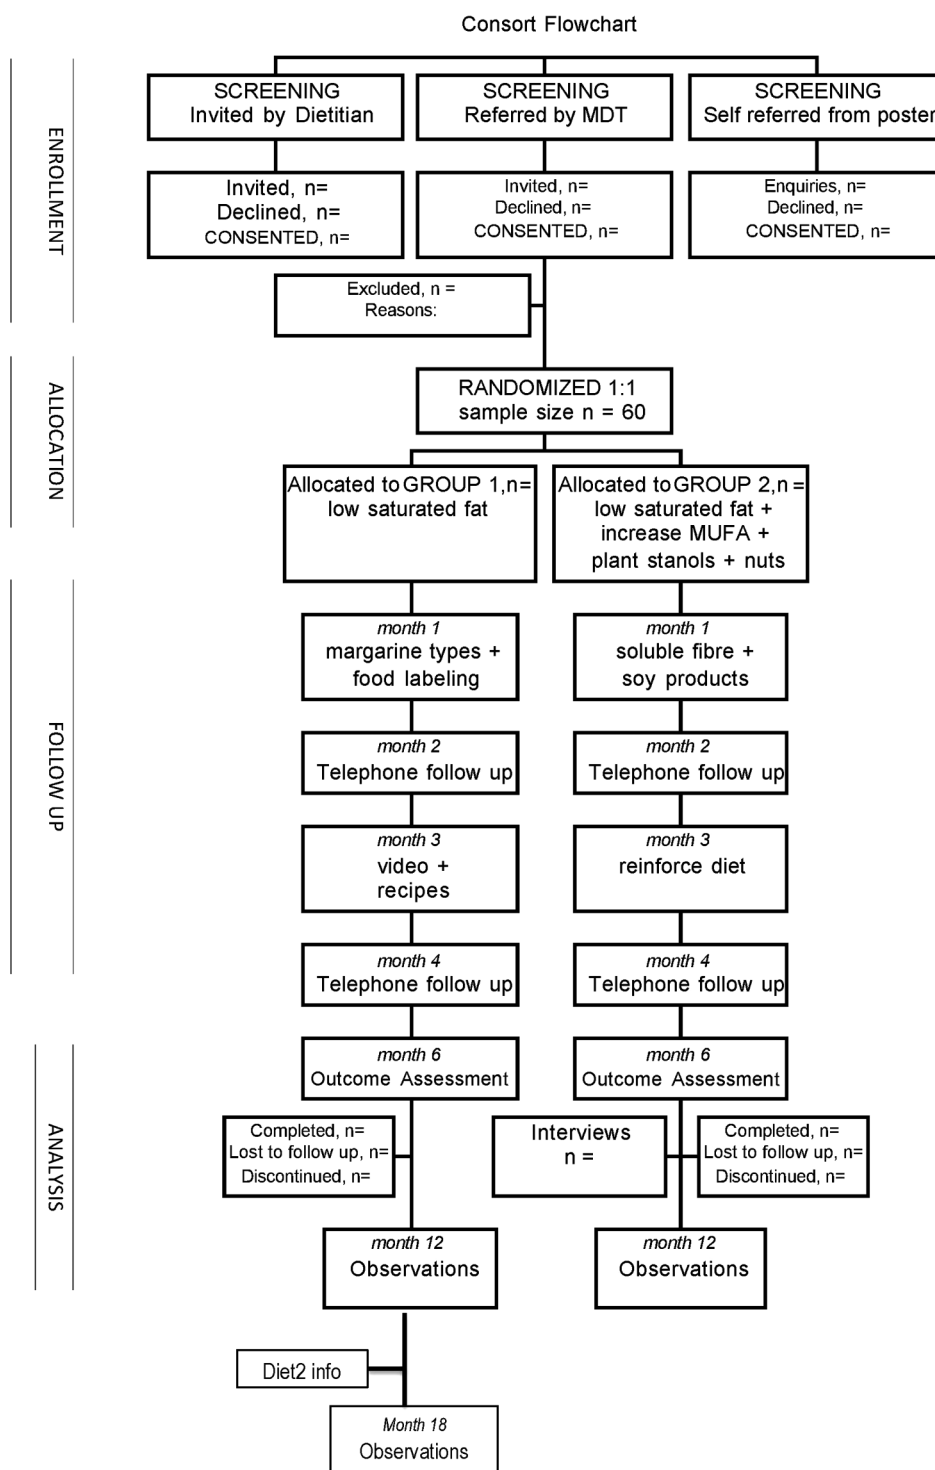 Consort Flowchart
ENROLLMENT
SCREENING
Invited by Dietitian
SCREENING
Referred by MDT
SCREENING
Self referred from poster
Invited, n=
Declined, n=
CONSENTED, n=
Invited, n=
Declined, n=
CONSENTED, n=
Enquiries, n=
Declined, n=
CONSENTED, n=
Excluded, n =
Reasons:
ALLOCATION
RANDOMIZED 1:1
sample size n = 60
Allocated to GROUP 1, n=
low saturated fat
Allocated to GROUP 2, n =
low saturated fat +
increase MUFA +
plant stanols + nuts
FOLLOW UP
month 1
margarine types +
food labeling
month 1
soluble fibre +
soy products
month 2
Telephone follow up
month 2
Telephone follow up
month 3
video +
recipes
month 3
reinforce diet
month 4
Telephone follow up
month 4
Telephone follow up
ANALYSIS
month 6
Outcome Assessment
month 6
Outcome Assessment
Completed, n=
Lost to follow up, n=
Discontinued, n=
Interviews
n =
Completed, n=
Lost to follow up, n=
Discontinued, n=
month 12
Observations
month 12
Observations
Diet2 info
Month 18
Observations